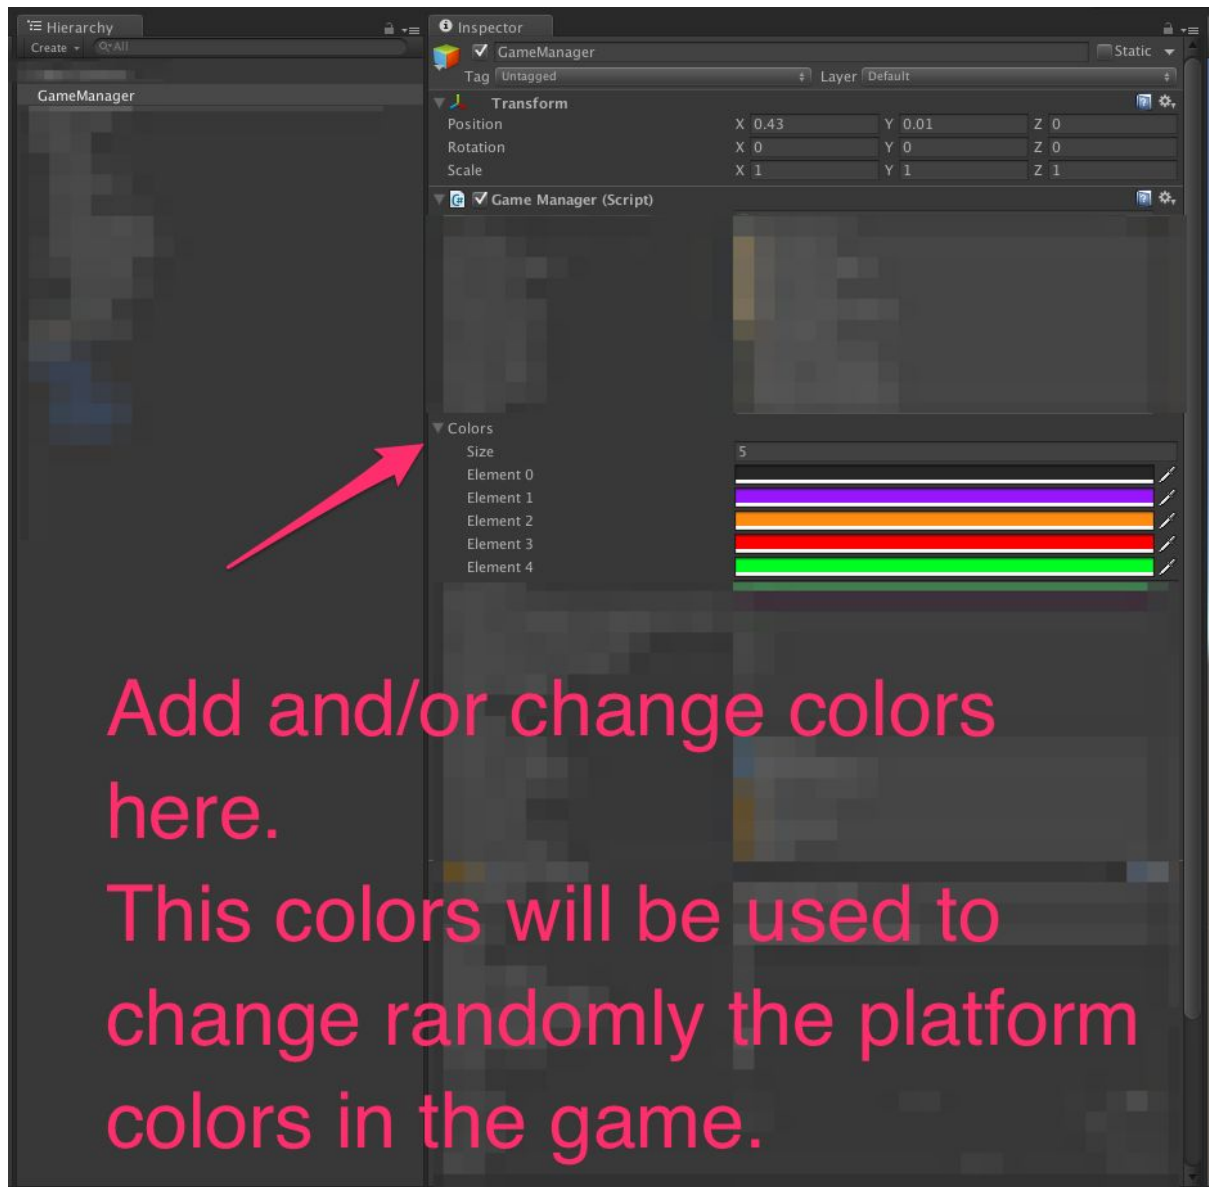 Hierarchy
Create
All
GameManager
Inspector
GameManager
Static
Tag Untagged Layer Default
Transform
Position X 0.43 Y 0.01 Z 0
Rotation X 0 Y 0 Z 0
Scale X 1 Y 1 Z 1
Game Manager (Script)
Colors
Size 5
Element 0
Element 1
Element 2
Element 3
Element 4
Add and/or change colors
here.
This colors will be used to
change randomly the platform
colors in the game.